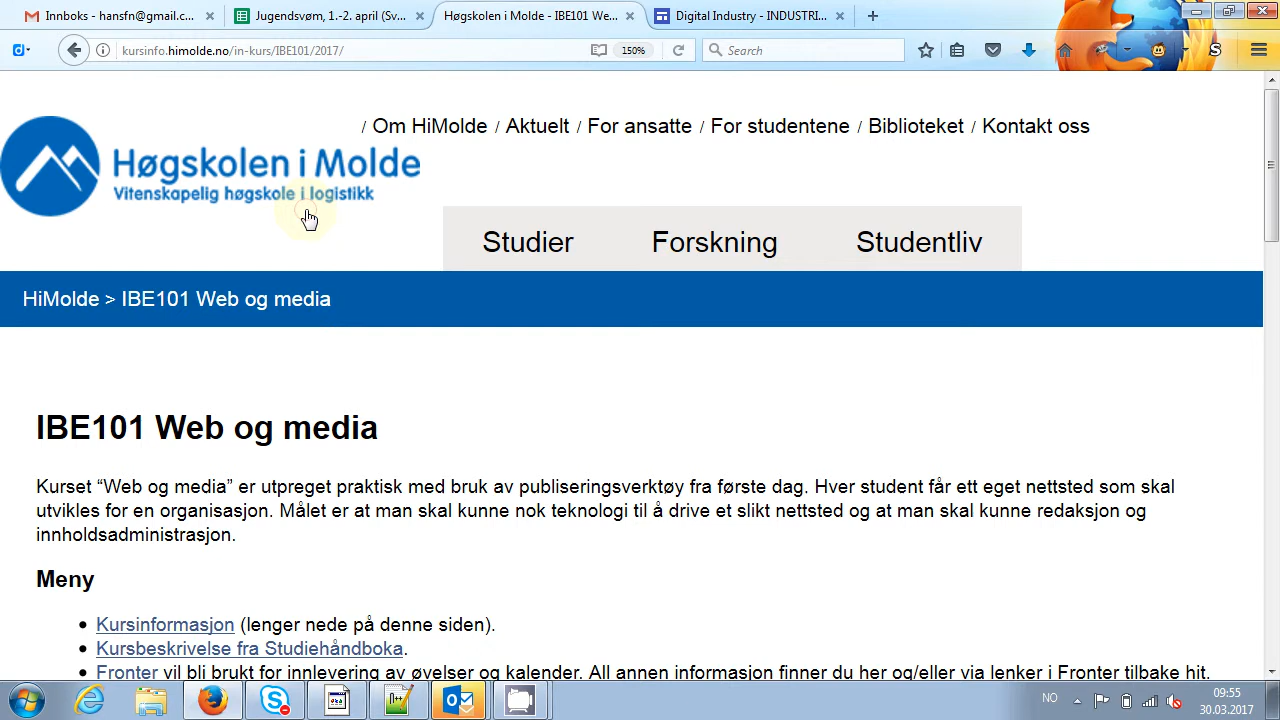 Innboks - hansfn@gmail.c...
Jugendsvøm, 1.-2. april (Sv...
Høgskolen i Molde - IBE101 We...
Digital Industry - INDUSTRI...
kursinfo.himolde.no/in-kurs/IBE101/2017/
150%
Search
/ Om HiMolde / Aktuelt / For ansatte / For studentene / Biblioteket / Kontakt oss
Høgskolen i Molde
Vitenskapelig høgskole i logistikk
Studier
Forskning
Studentliv
HiMolde > IBE101 Web og media
IBE101 Web og media
Kurset “Web og media” er utpreget praktisk med bruk av publiseringsverktøy fra første dag. Hver student får ett eget nettsted som skal
utvikles for en organisasjon. Målet er at man skal kunne nok teknologi til å drive et slikt nettsted og at man skal kunne redaksjon og
innholdsadministrasjon.
Meny
• Kursinformasjon (lenger nede på denne siden).
• Kursbeskrivelse fra Studiehåndboka.
• Fronter vil bli brukt for innlevering av øvelser og kalender. All annen informasjon finner du her og/eller via lenker i Fronter tilbake hit.
NO
09:55
30.03.2017